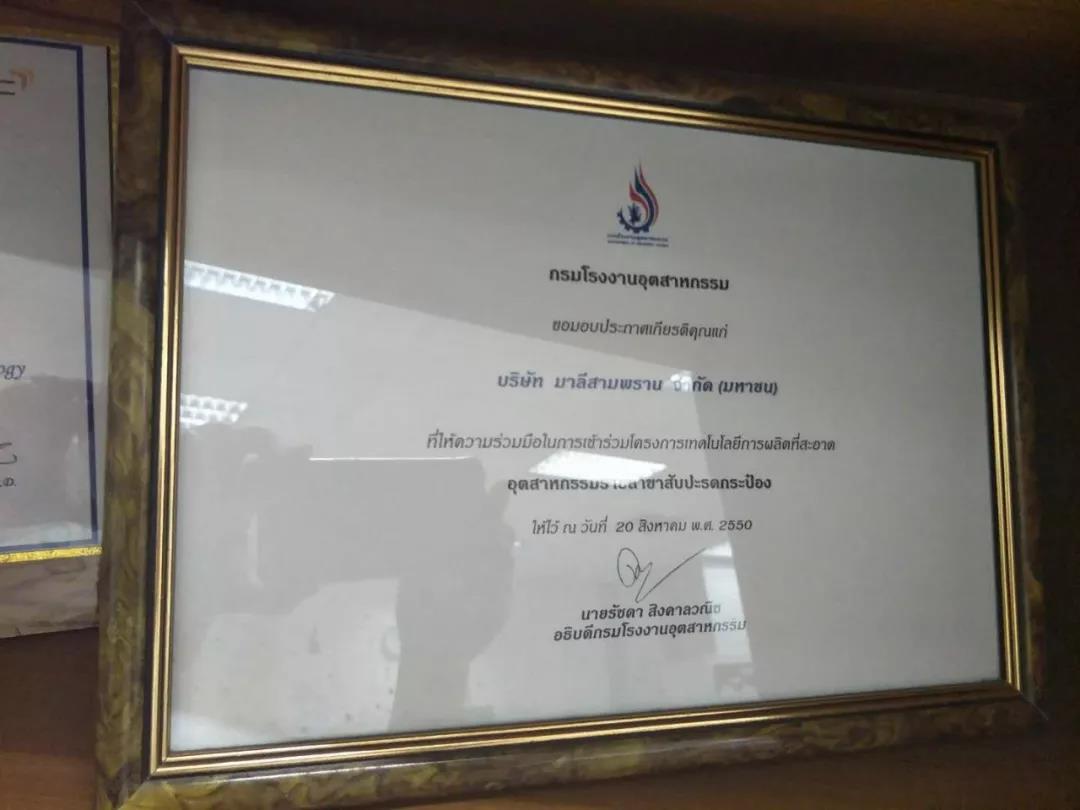 กรมโรงงานอุตสาหกรรม
ขอมอบประกาศเกียรติคุณแก่
บริษัท มาลีสามพราน จำกัด (มหาชน)
ที่ให้ความร่วมมือในการเข้าร่วมโครงการเทคโนโลยีการผลิตที่สะอาด
อุตสาหกรรมรายสาขาสับปะรดกระป๋อง
ให้ไว้ ณ วันที่ 20 สิงหาคม พ.ศ. 2550
นายรัชดา สิงคาลวณิช
อธิบดีกรมโรงงานอุตสาหกรรม
ogy